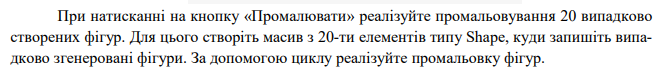 При натисканні на кнопку «Промалювати» реалізуйте промальовування 20 випадково
створених фігур. Для цього створіть масив з 20-ти елементів типу Shape, куди запишіть випа-
дково згенеровані фігури. За допомогою циклу реалізуйте промальовку фігур.